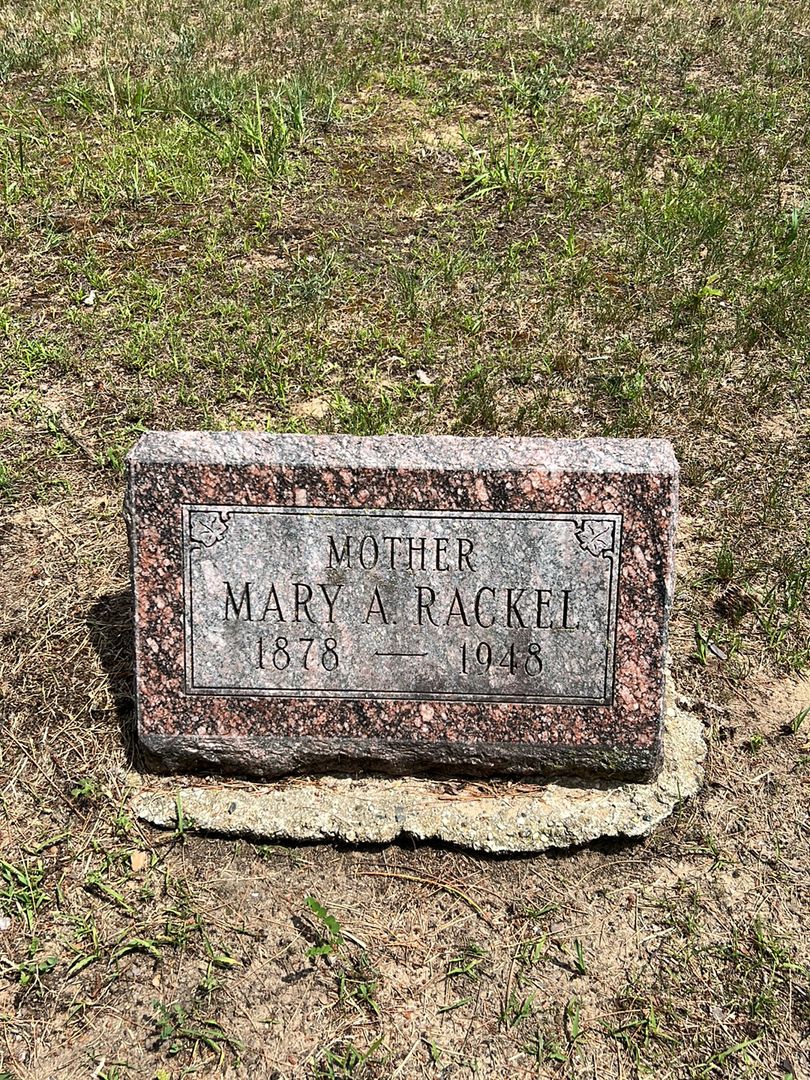 MOTHER
MARY A. RACKEL
1878 — 1948